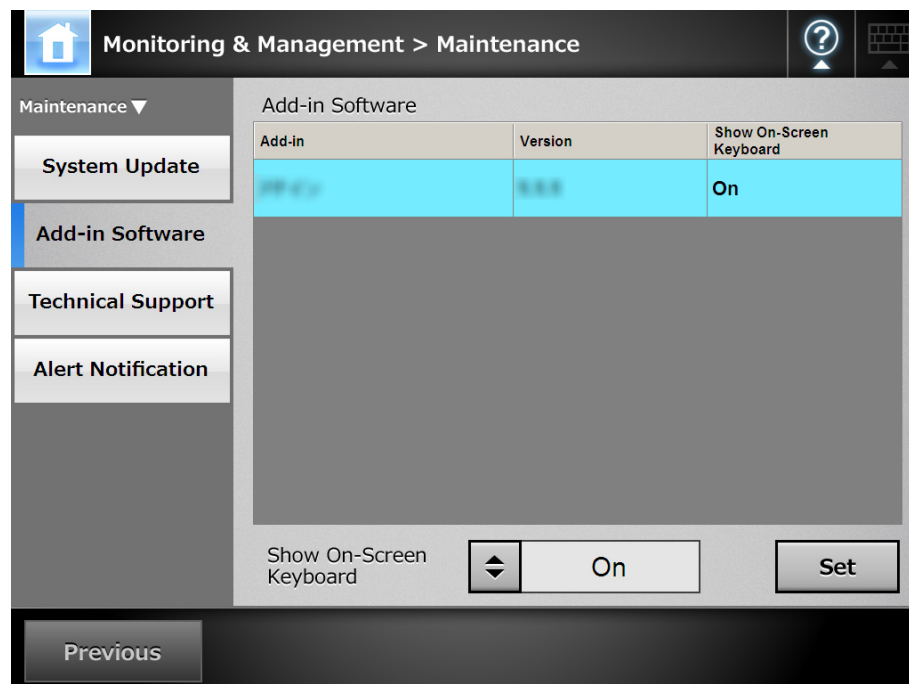 Monitoring & Management > Maintenance
?
Maintenance▼
System Update
Add-in Software
Technical Support
Alert Notification
Add-in Software
Add-in Version Show On-Screen
Keyboard
On
Show On-Screen
Keyboard
On
Set
Previous